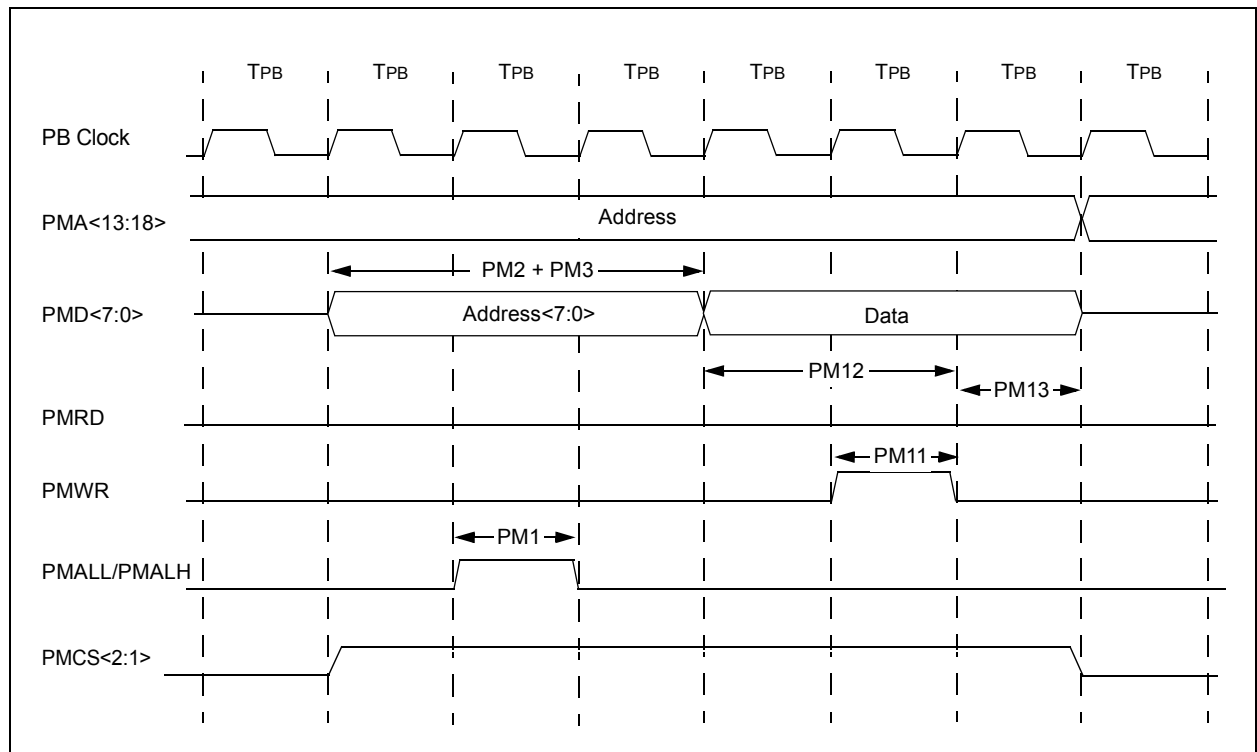 TPB TPB TPB TPB TPB TPB TPB TPB
PB Clock
PMA<13:18>
Address
PM2 + PM3
PMD<7:0>
Address<7:0>
Data
PM12
PM13
PMRD
PM11
PMWR
PM1
PMALL/PMALH
PMCS<2:1>